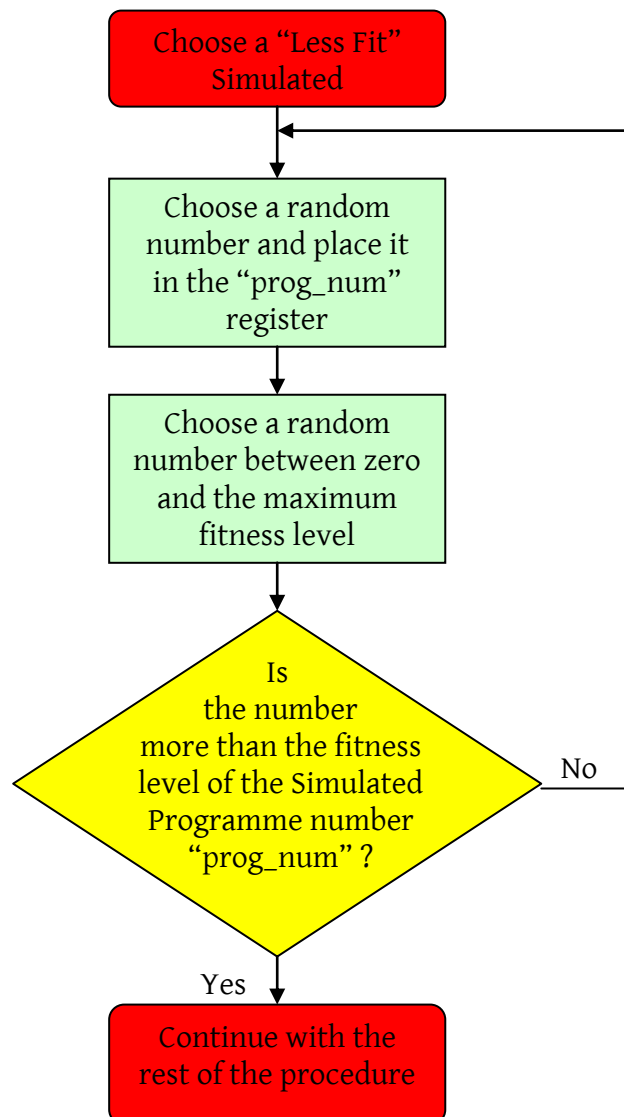 Choose a “Less Fit”
Simulated
Choose a random
number and place it
in the “prog_num”
register
Choose a random
number between zero
and the maximum
fitness level
Is
the number
more than the fitness
level of the Simulated
Programme number
“prog_num” ?
No
Yes
Continue with the
rest of the procedure